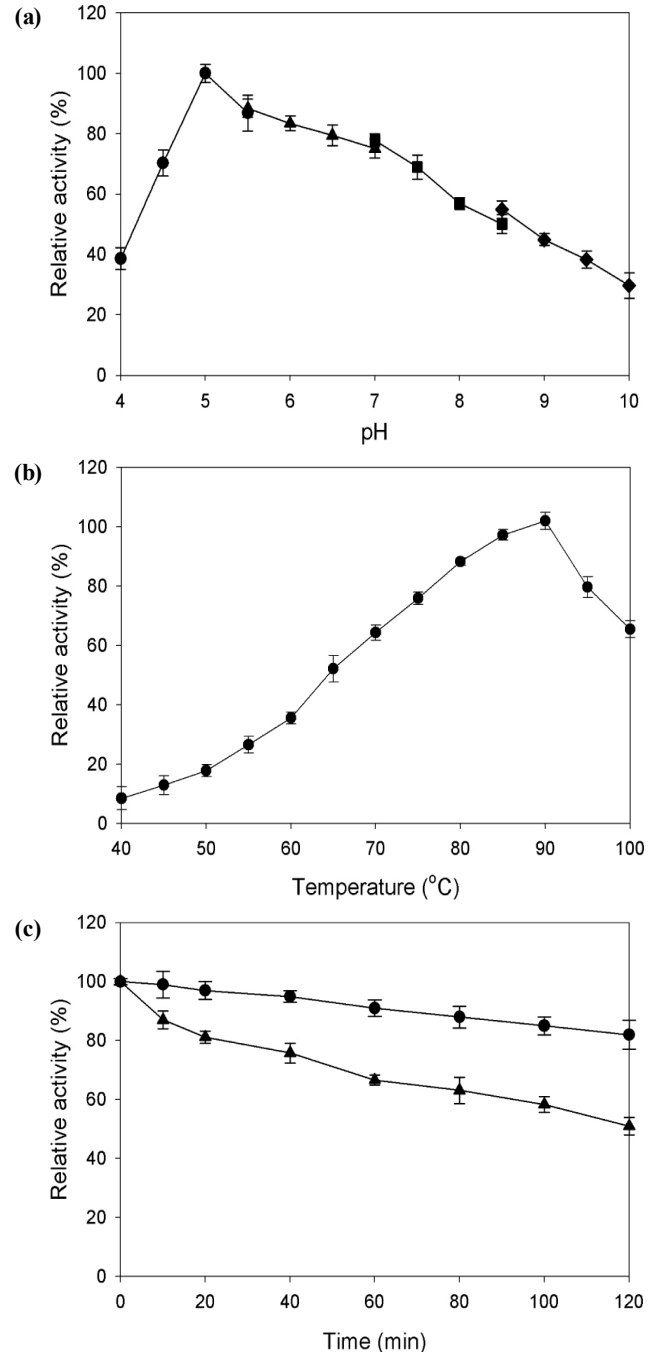 (a)
120
100
80
60
40
20
0
Relative activity (%)
4 5 6 7 8 9 10
pH
(b)
120
100
80
60
40
20
0
Relative activity (%)
40 50 60 70 80 90 100
Temperature (°C)
(c)
120
100
80
60
40
20
0
Relative activity (%)
0 20 40 60 80 100 120
Time (min)